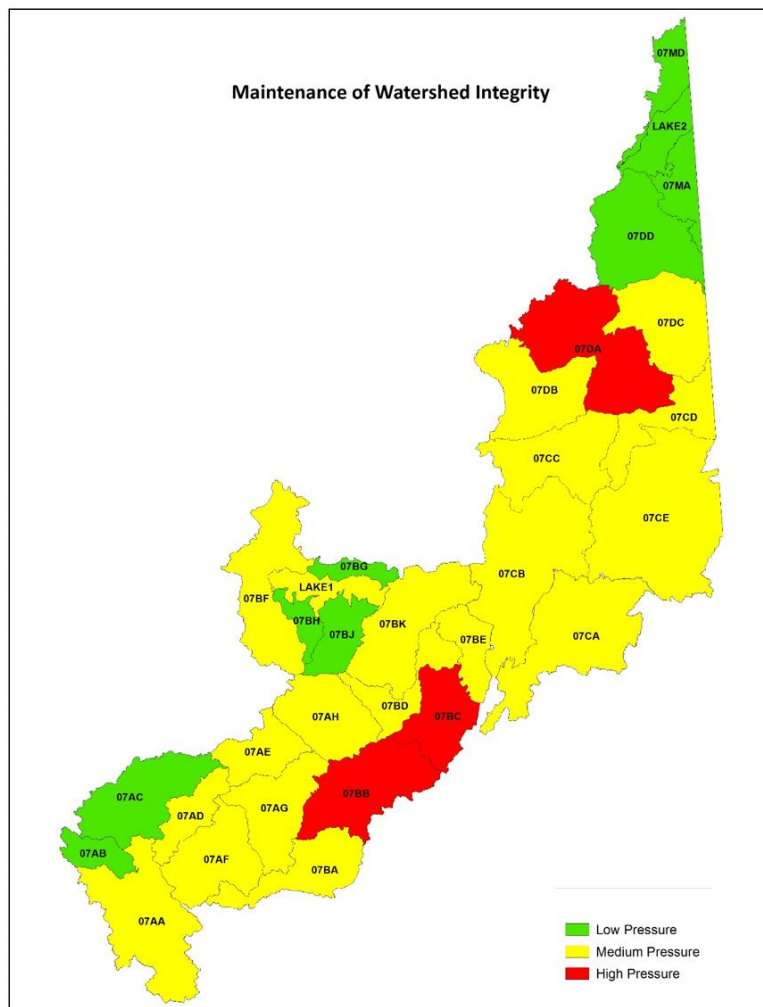 Maintenance of Watershed Integrity
07MD
LAKE2
07MA
07DD
07DC
07DA
07DB
07CD
07CC
07CE
07CB
07BG
LAKE1
07BF
07BH
07BJ
07BK
07BE
07CA
07BD
07BC
07AH
07AE
07BB
07AC
07AG
07AD
07AB
07AF
07BA
07AA
Low Pressure
Medium Pressure
High Pressure